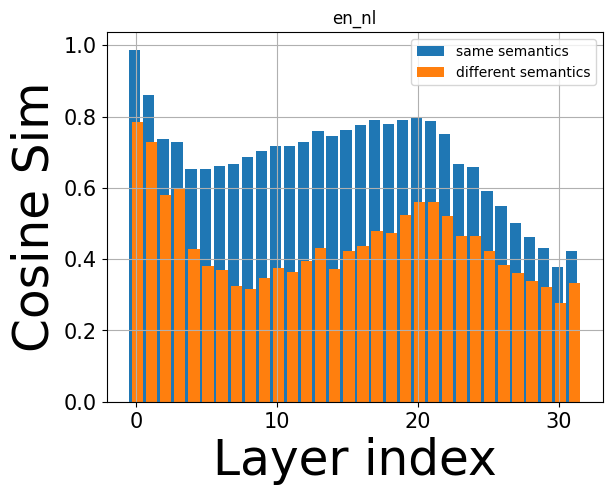 en_nl
same semantics
different semantics
Cosine Sim
1.0
0.8
0.6
0.4
0.2
0.0
0 10 20 30
Layer index